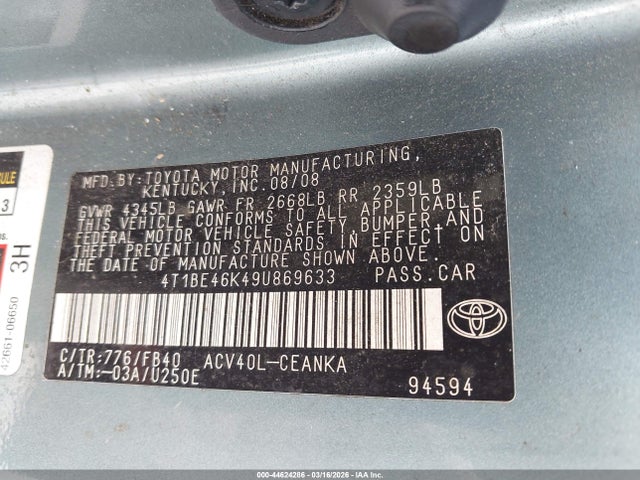 MFD. BY: TOYOTA MOTOR MANUFACTURING,
KENTUCKY, INC. 08/08
GVWR 4345LB GAWR FR 2668LB RR 2359LB
THIS VEHICLE CONFORMS TO ALL APPLICABLE
FEDERAL MOTOR VEHICLE SAFETY, BUMPER, AND
THEFT PREVENTION STANDARDS IN EFFECT ON
THE DATE OF MANUFACTURE SHOWN ABOVE.
4T1BE46K49U869633 PASS.CAR
C/TR:776/FB40 ACV40L-CEANKA
A/TM:-03A/U250E
94594
3
3H
42661-06650
000-44624286 - 03/16/2026 - IAA Inc.